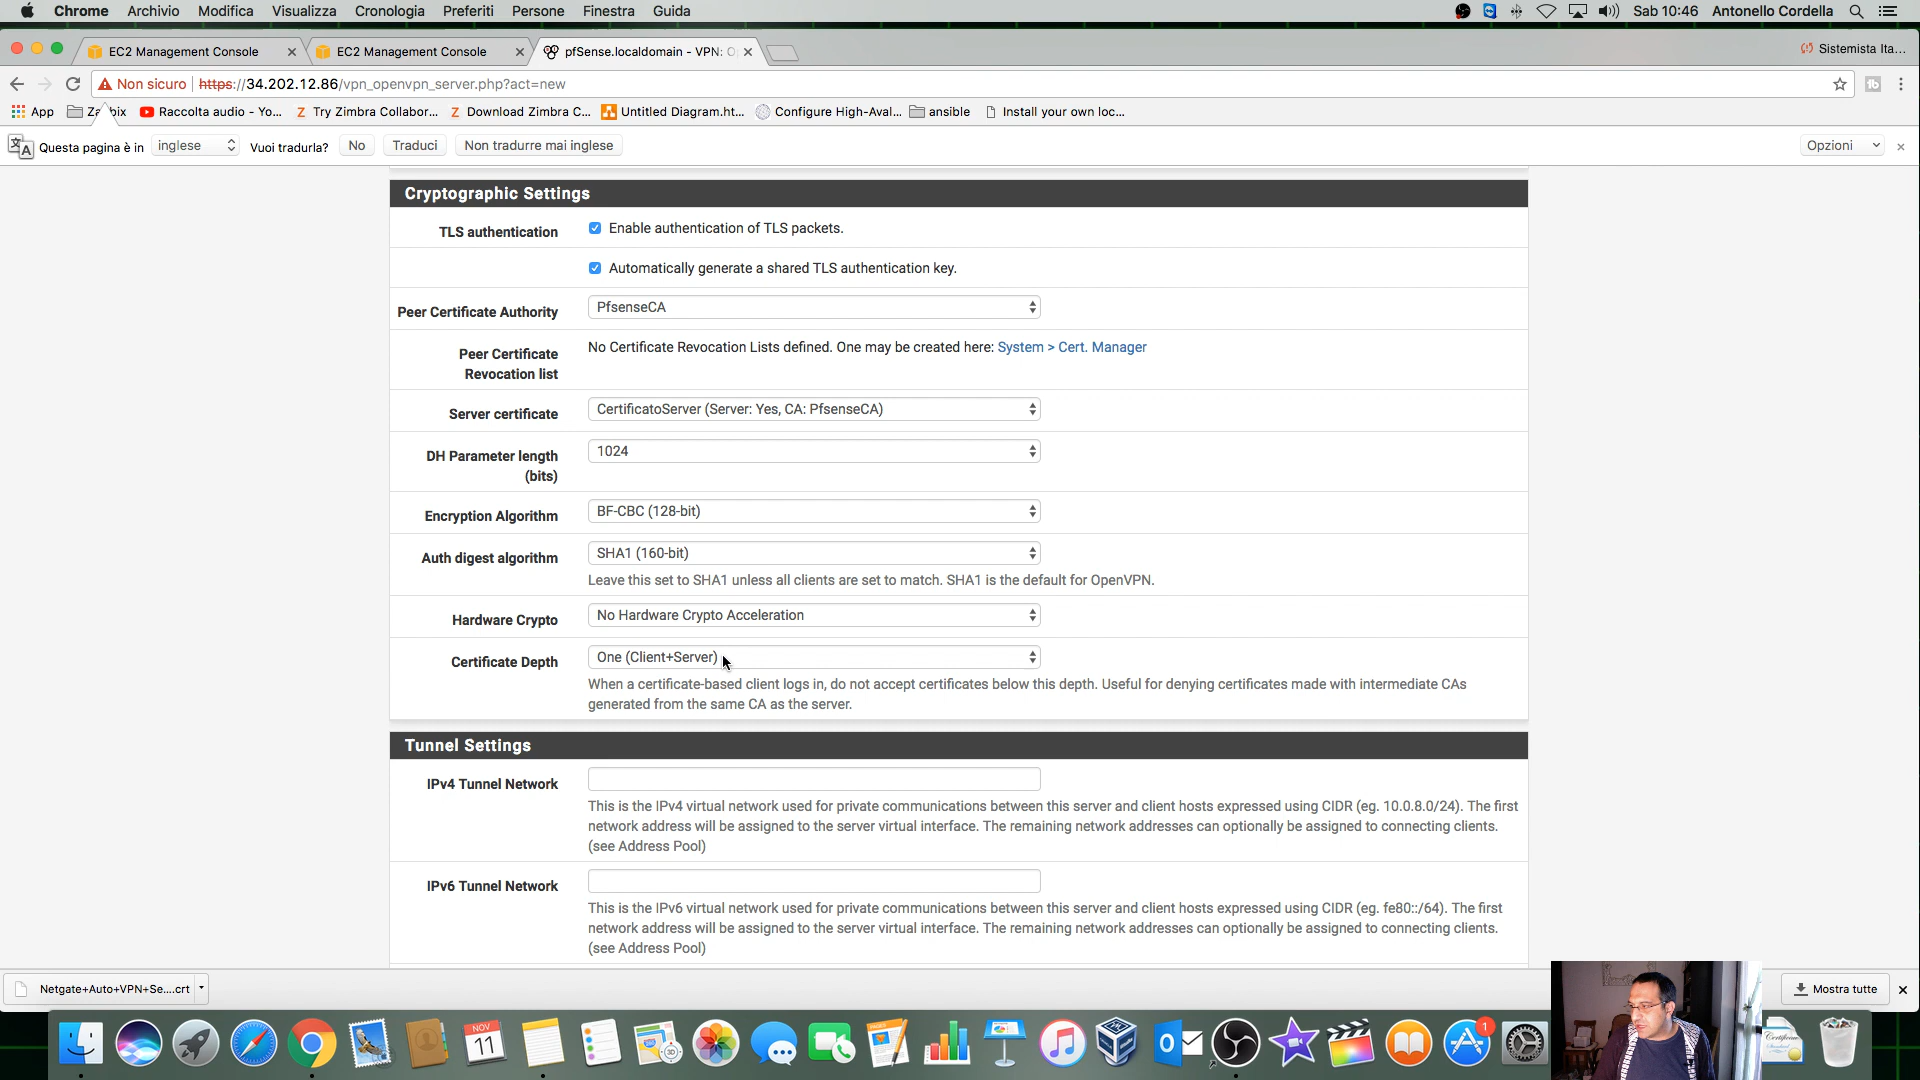 Chrome Archivio Modifica Visualizza Cronologia Preferiti Persone Finestra Guida Sab 10:46 Antonello Cordella
EC2 Management Console EC2 Management Console pfSense.localdomain - VPN: O Sistemista Ita...
Non sicuro https://34.202.12.86/vpn_openvpn_server.php?act=new
App Zabbix Raccolta audio - Yo... Try Zimbra Collabor... Download Zimbra C... Untitled Diagram.ht... Configure High-Aval... ansible Install your own loc...
Questa pagina è in inglese Vuoi tradurla? No Traduci Non tradurre mai inglese Opzioni
Cryptographic Settings
TLS authentication Enable authentication of TLS packets.
Automatically generate a shared TLS authentication key.
Peer Certificate Authority PfsenseCA
Peer Certificate Revocation list No Certificate Revocation Lists defined. One may be created here: System > Cert. Manager
Server certificate CertificatoServer (Server: Yes, CA: PfsenseCA)
DH Parameter length (bits) 1024
Encryption Algorithm BF-CBC (128-bit)
Auth digest algorithm SHA1 (160-bit)
Leave this set to SHA1 unless all clients are set to match. SHA1 is the default for OpenVPN.
Hardware Crypto No Hardware Crypto Acceleration
Certificate Depth One (Client+Server)
When a certificate-based client logs in, do not accept certificates below this depth. Useful for denying certificates made with intermediate CAs
generated from the same CA as the server.
Tunnel Settings
IPv4 Tunnel Network
This is the IPv4 virtual network used for private communications between this server and client hosts expressed using CIDR (eg. 10.0.8.0/24). The first
network address will be assigned to the server virtual interface. The remaining network addresses can optionally be assigned to connecting clients.
(see Address Pool)
IPv6 Tunnel Network
This is the IPv6 virtual network used for private communications between this server and client hosts expressed using CIDR (eg. fe80::/64). The first
network address will be assigned to the server virtual interface. The remaining network addresses can optionally be assigned to connecting clients.
(see Address Pool)
Netgate+Auto+VPN+Se....crt Mostra tutte
NOV
11
3D
1